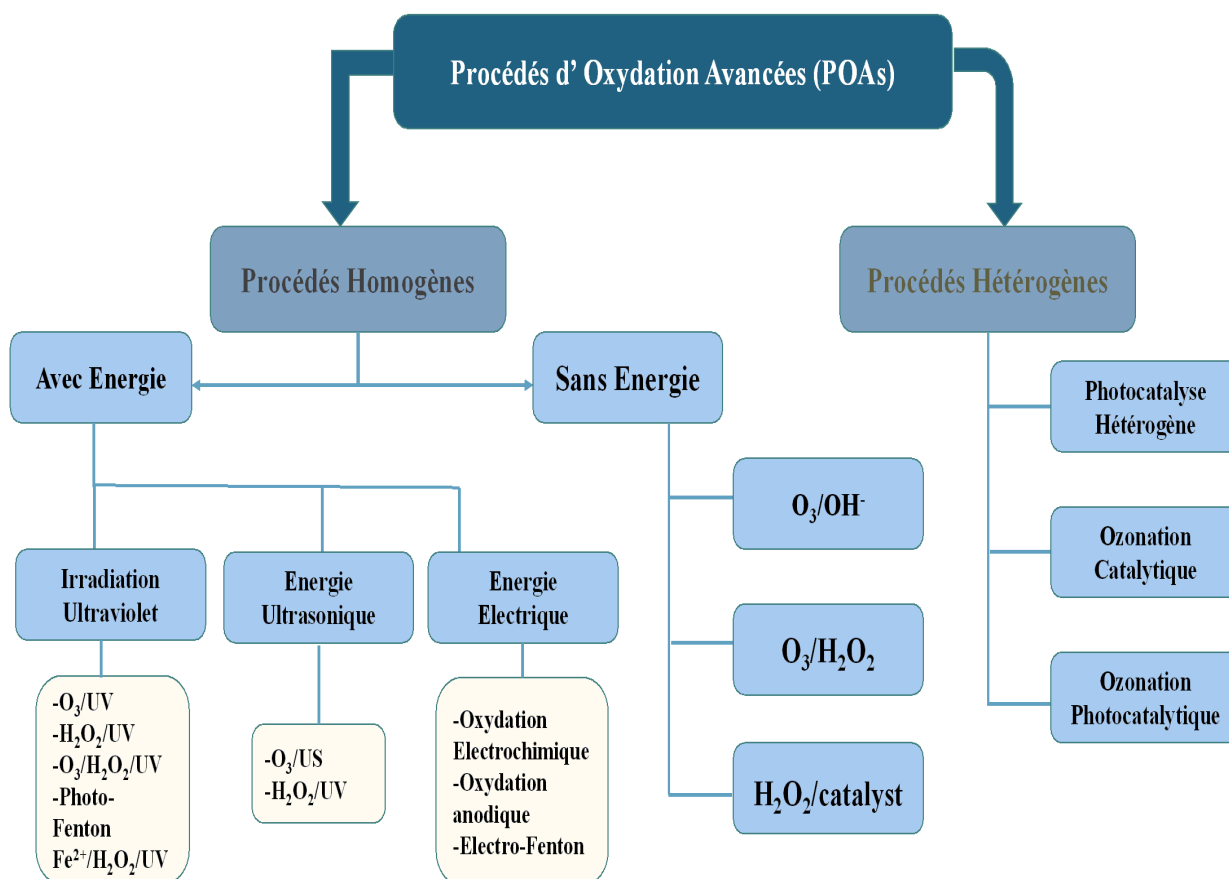 Procédés d' Oxydation Avancées (POAs)
Procédés Homogènes
Procédés Hétérogènes
Avec Energie
Sans Energie
Photocatalyse
Hétérogène
O₃/OH⁻
Ozonation
Catalytique
Irradiation
Ultraviolet
Energie
Ultrasonique
Energie
Electrique
O₃/H₂O₂
Ozonation
Photocatalytique
-O₃/UV
-H₂O₂/UV
-O₃/H₂O₂/UV
-Photo-
Fenton
Fe²⁺/H₂O₂/UV
-O₃/US
-H₂O₂/UV
-Oxydation
Electrochimique
-Oxydation
anodique
-Electro-Fenton
H₂O₂/catalyst